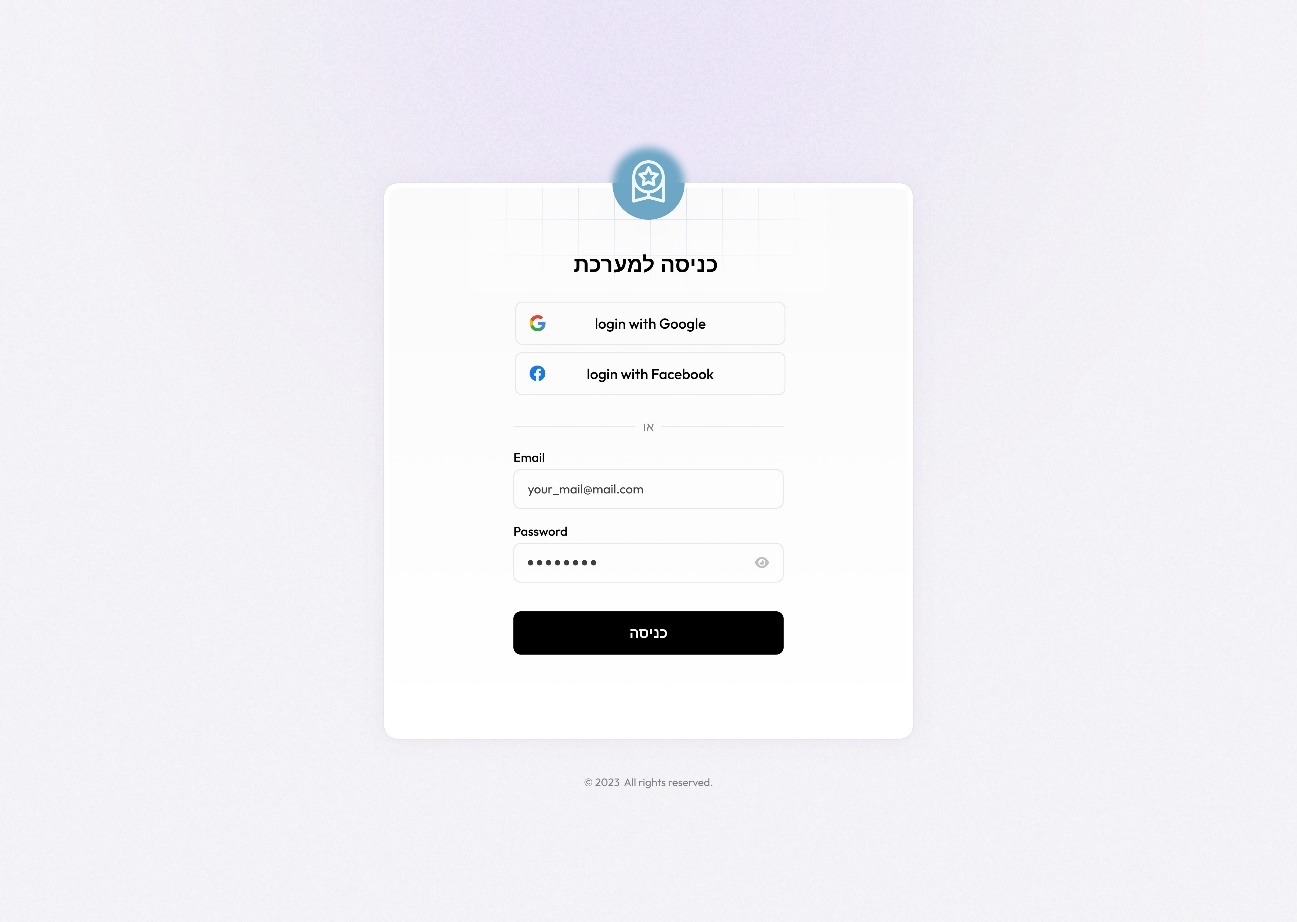 כניסה למערכת
login with Google
login with Facebook
או
Email
your_mail@mail.com
Password
כניסה
© 2023 All rights reserved.